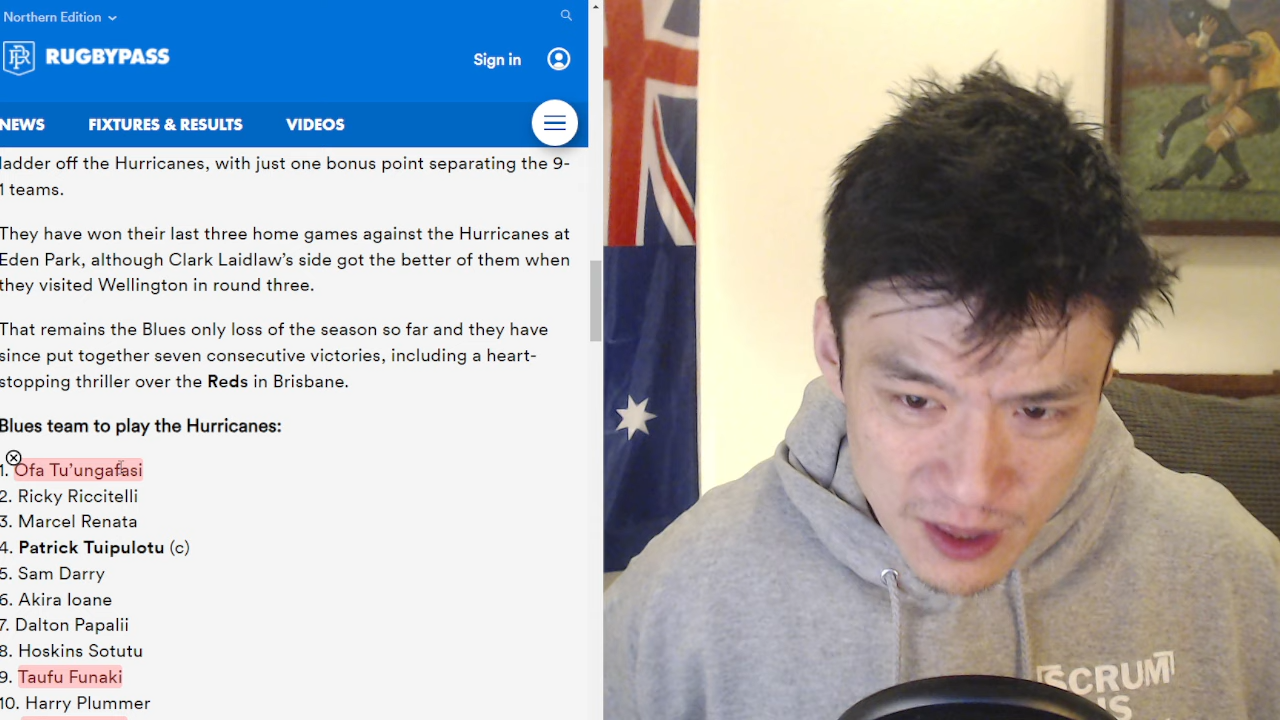 Northern Edition
RUGBYPASS
Sign in
NEWS FIXTURES & RESULTS VIDEOS
ladder off the Hurricanes, with just one bonus point separating the 9-
1 teams.
They have won their last three home games against the Hurricanes at
Eden Park, although Clark Laidlaw’s side got the better of them when
they visited Wellington in round three.
That remains the Blues only loss of the season so far and they have
since put together seven consecutive victories, including a heart-
stopping thriller over the Reds in Brisbane.
Blues team to play the Hurricanes:
1. Ofa Tu’ungafasi
2. Ricky Riccitelli
3. Marcel Renata
4. Patrick Tuipulotu (c)
5. Sam Darry
6. Akira Ioane
7. Dalton Papalii
8. Hoskins Sotutu
9. Taufu Funaki
10. Harry Plummer
SCRUM